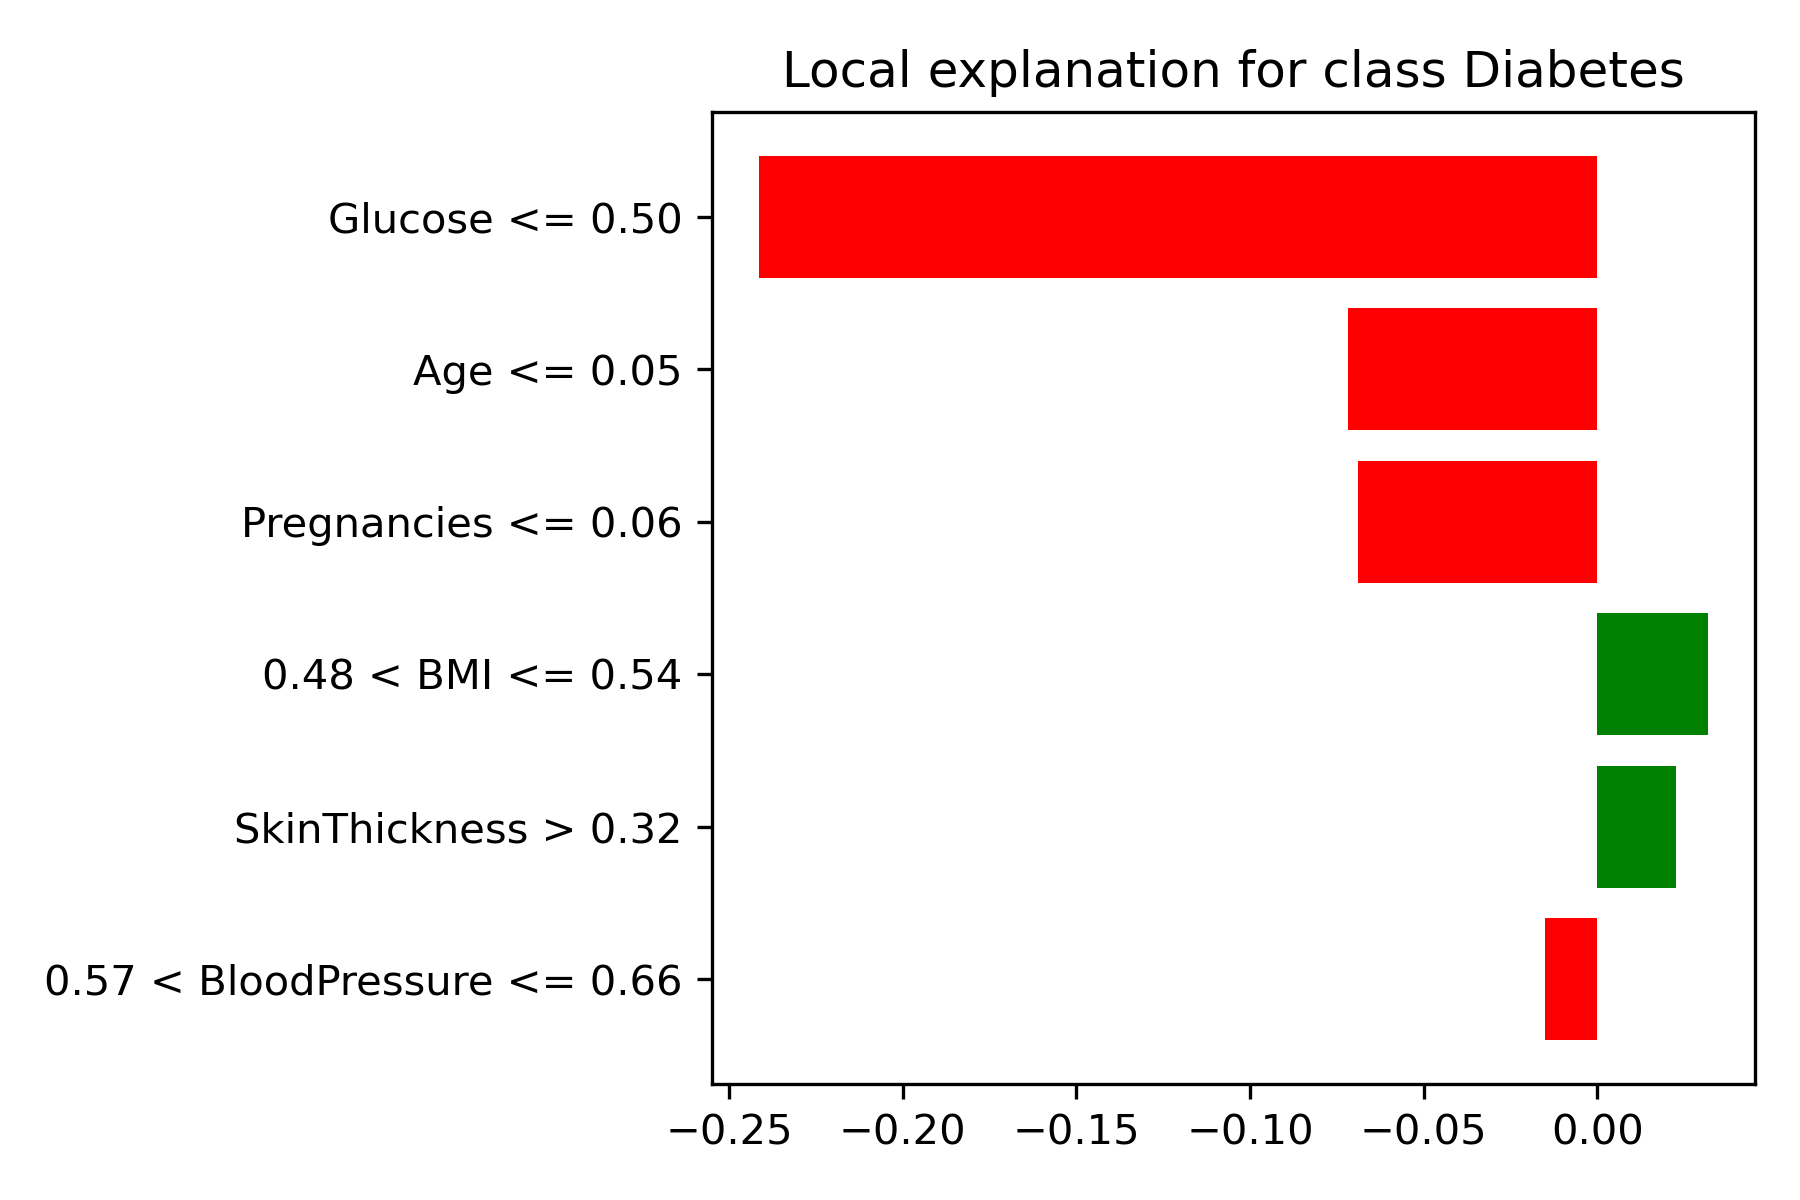 Local explanation for class Diabetes
Glucose <= 0.50
Age <= 0.05
Pregnancies <= 0.06
0.48 < BMI <= 0.54
SkinThickness > 0.32
0.57 < BloodPressure <= 0.66
−0.25 −0.20 −0.15 −0.10 −0.05 0.00